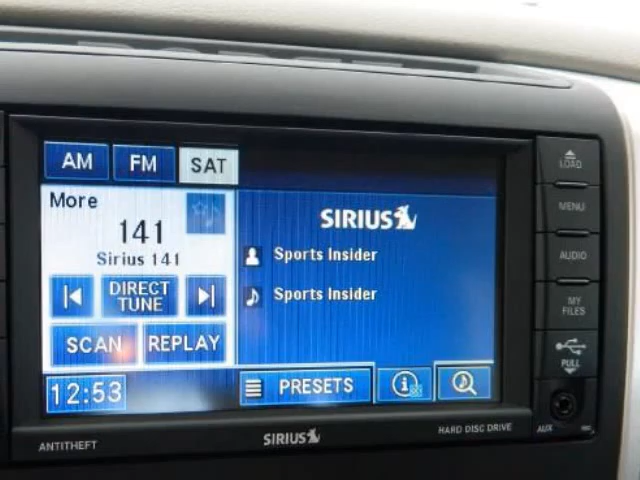 AM FM SAT
More
141
Sirius 141
DIRECT TUNE
SCAN REPLAY
12:53
SIRIUS
Sports Insider
Sports Insider
PRESETS
ANTITHEFT
SIRIUS
HARD DISC DRIVE
LOAD
MENU
AUDIO
MY FILES
PULL
AUX